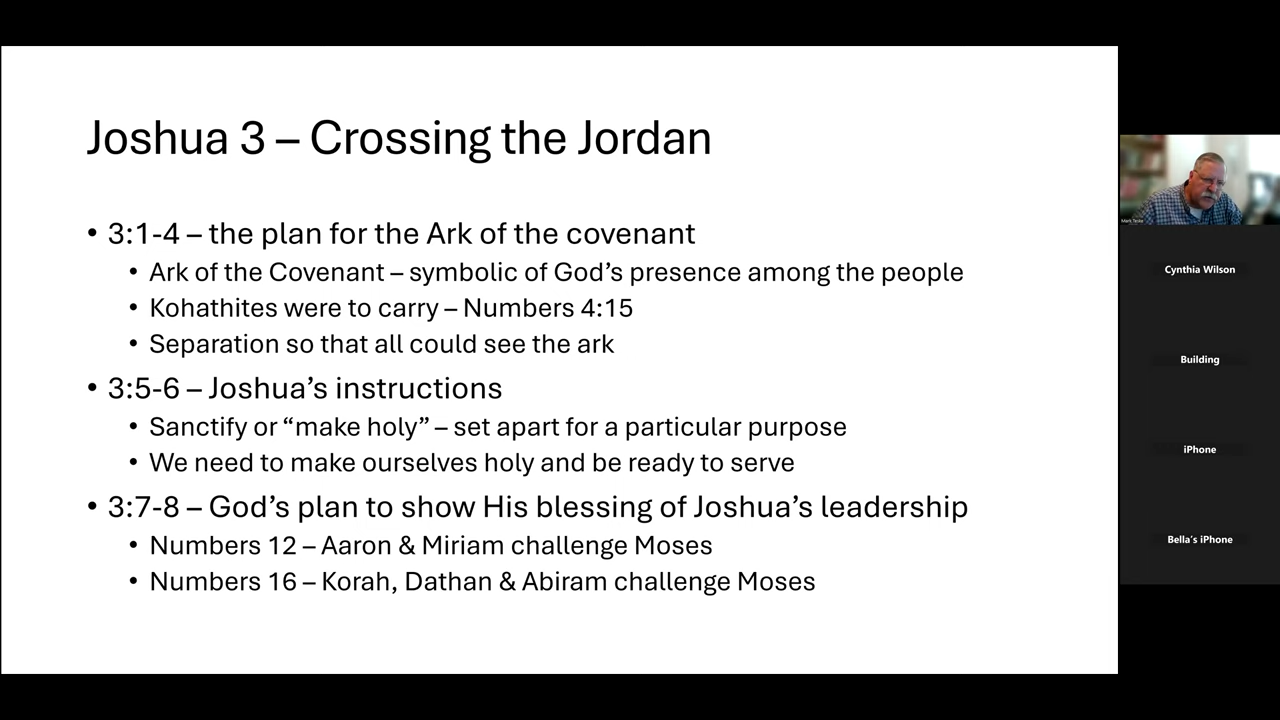 Joshua 3 – Crossing the Jordan
• 3:1-4 – the plan for the Ark of the covenant
• Ark of the Covenant – symbolic of God’s presence among the people
• Kohathites were to carry – Numbers 4:15
• Separation so that all could see the ark
• 3:5-6 – Joshua’s instructions
• Sanctify or “make holy” – set apart for a particular purpose
• We need to make ourselves holy and be ready to serve
• 3:7-8 – God’s plan to show His blessing of Joshua’s leadership
• Numbers 12 – Aaron & Miriam challenge Moses
• Numbers 16 – Korah, Dathan & Abiram challenge Moses
Mark
Cynthia Wilson
Building
iPhone
Bella’s iPhone